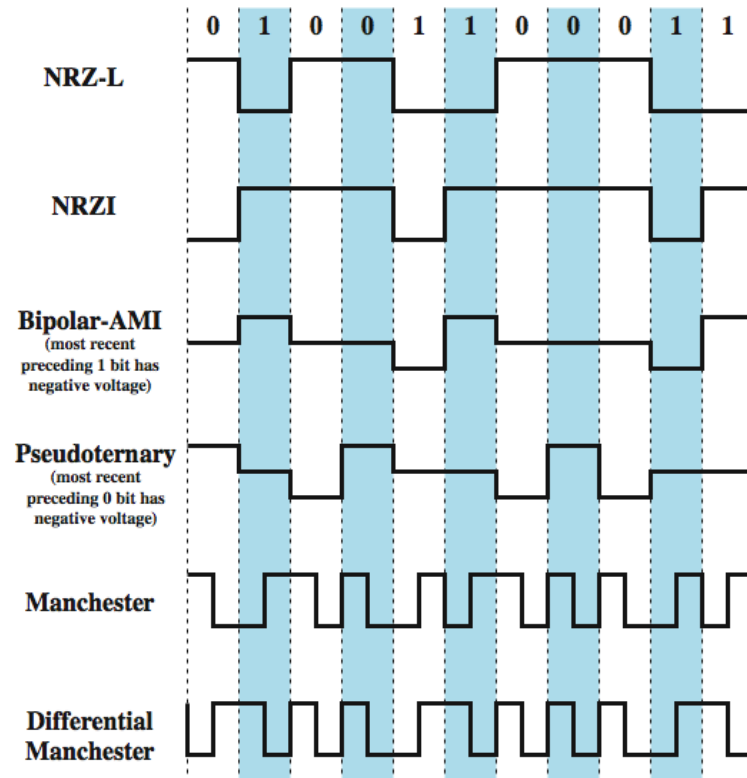 0 1 0 0 1 1 0 0 0 1 1
NRZ-L
NRZI
Bipolar-AMI
(most recent
preceding 1 bit has
negative voltage)
Pseudoternary
(most recent
preceding 0 bit has
negative voltage)
Manchester
Differential
Manchester